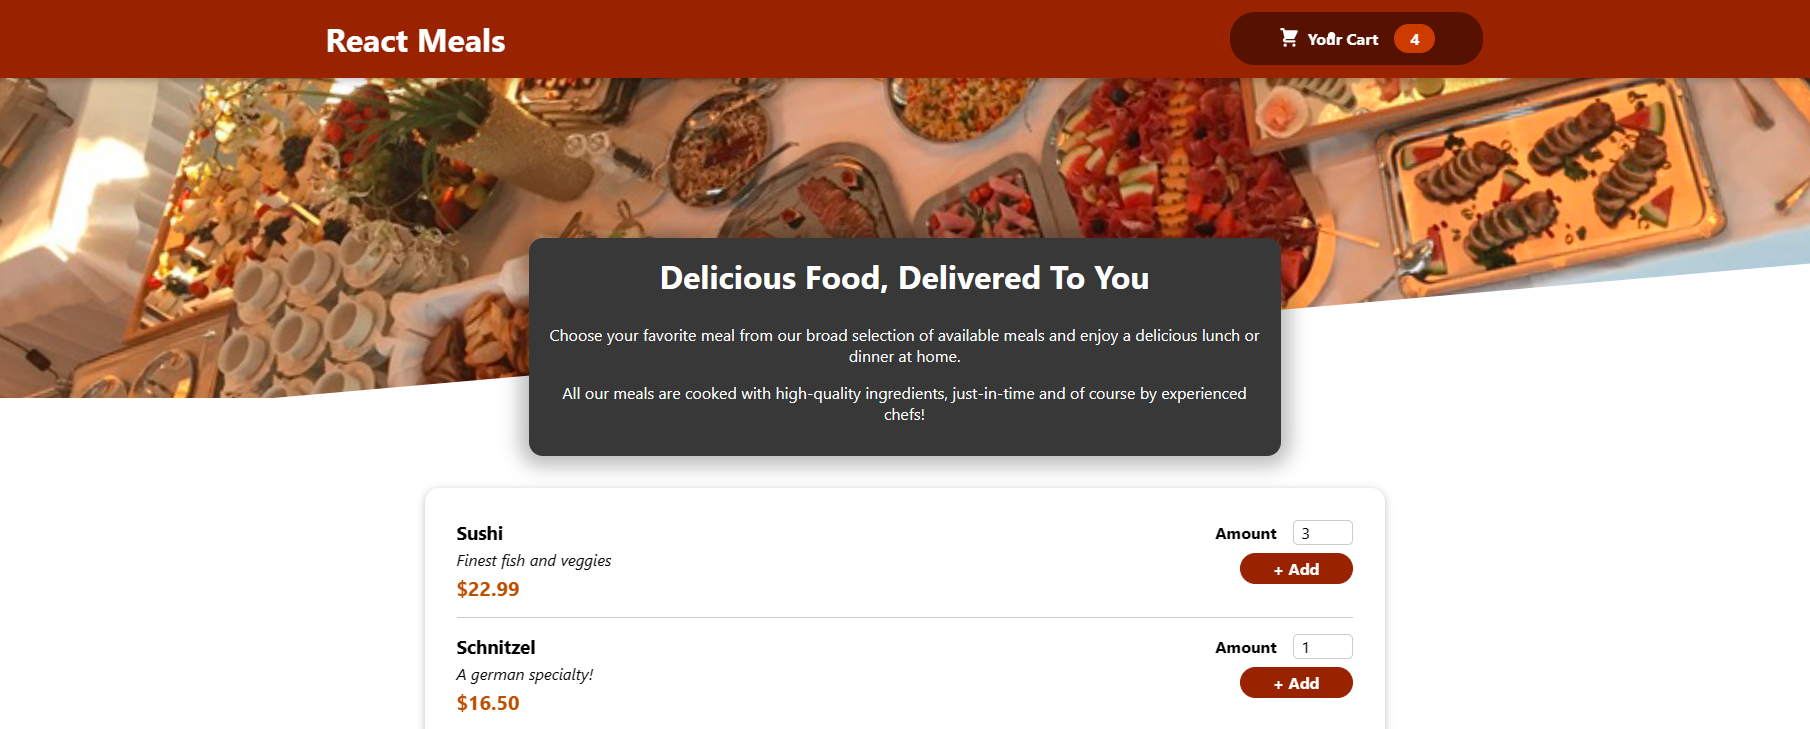 React Meals
Your Cart 4
Delicious Food, Delivered To You
Choose your favorite meal from our broad selection of available meals and enjoy a delicious lunch or
dinner at home.
All our meals are cooked with high-quality ingredients, just-in-time and of course by experienced
chefs!
Sushi
Finest fish and veggies
$22.99
Amount 3
+ Add
Schnitzel
A german specialty!
$16.50
Amount 1
+ Add